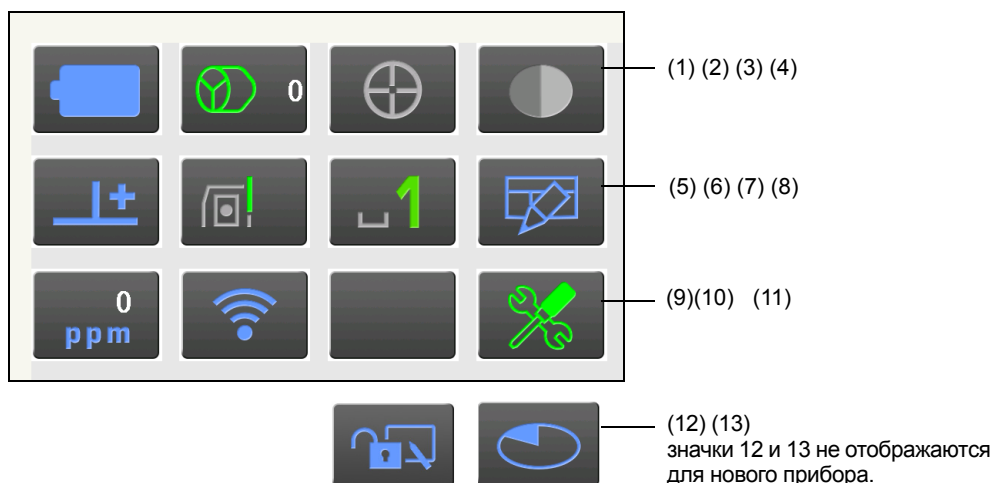 0
(1) (2) (3) (4)
1
(5) (6) (7) (8)
0
ppm
(9)(10) (11)
(12) (13)
значки 12 и 13 не отображаются
для нового прибора.